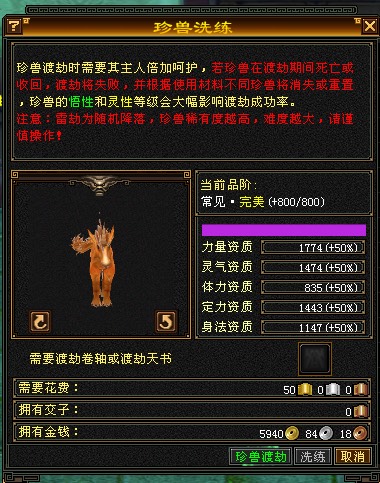 珍兽洗练
珍兽渡劫时需要其主人倍加呵护，若珍兽在渡劫期间死亡或
收回，渡劫将失败，并根据使用材料不同珍兽将消失或重置
，珍兽的悟性和灵性等级会大幅影响渡劫成功率。
注意：雷劫为随机降落，珍兽稀有度越高，难度越大，请谨
值操作！
当前品阶：
常见·完美 (+800/800)
力量资质 1774 (+50%)
灵气资质 1474 (+50%)
体力资质 835 (+50%)
定力资质 1443 (+50%)
身法资质 1147 (+50%)
需要渡劫卷轴或渡劫天书
需要花费： 50 0 0
拥有交子： 0
拥有金钱： 5940 84 18
珍兽渡劫 洗练 取消